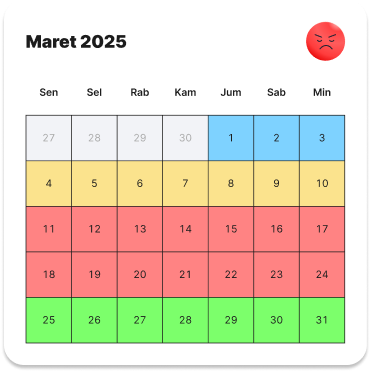 Maret 2025
Sen Sel Rab Kam Jum Sab Min
27 28 29 30 1 2 3
4 5 6 7 8 9 10
11 12 13 14 15 16 17
18 19 20 21 22 23 24
25 26 27 28 29 30 31